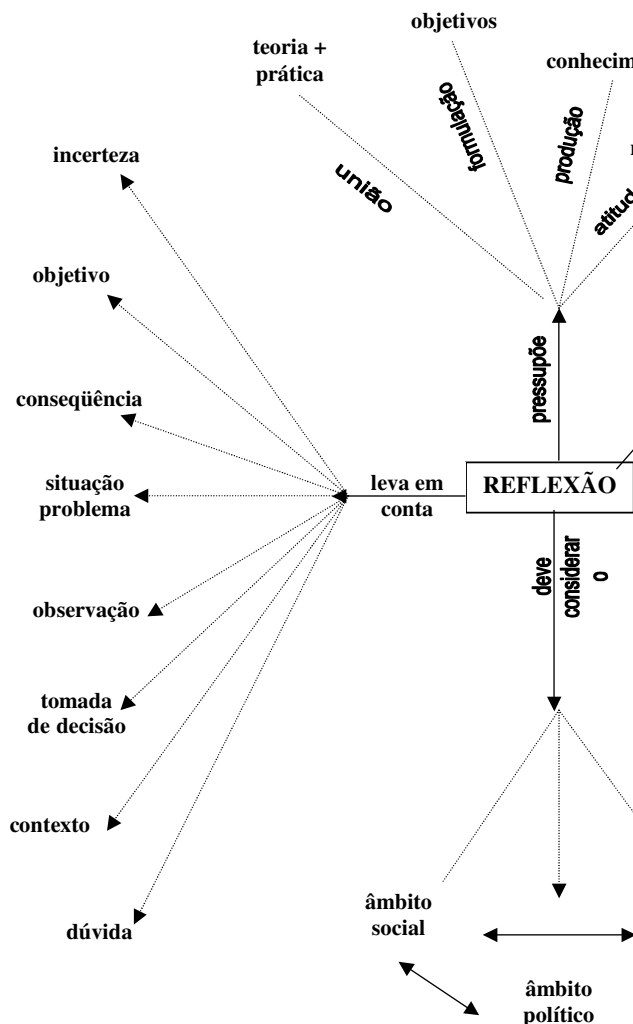 objetivos
teoria +
prática
conhecim
formulação
produção
união
atitud
incerteza
objetivo
pressupõe
conseqüência
situação
problema
leva em
conta
REFLEXÃO
deve
considerar
o
observação
tomada
de decisão
contexto
dúvida
âmbito
social
âmbito
político